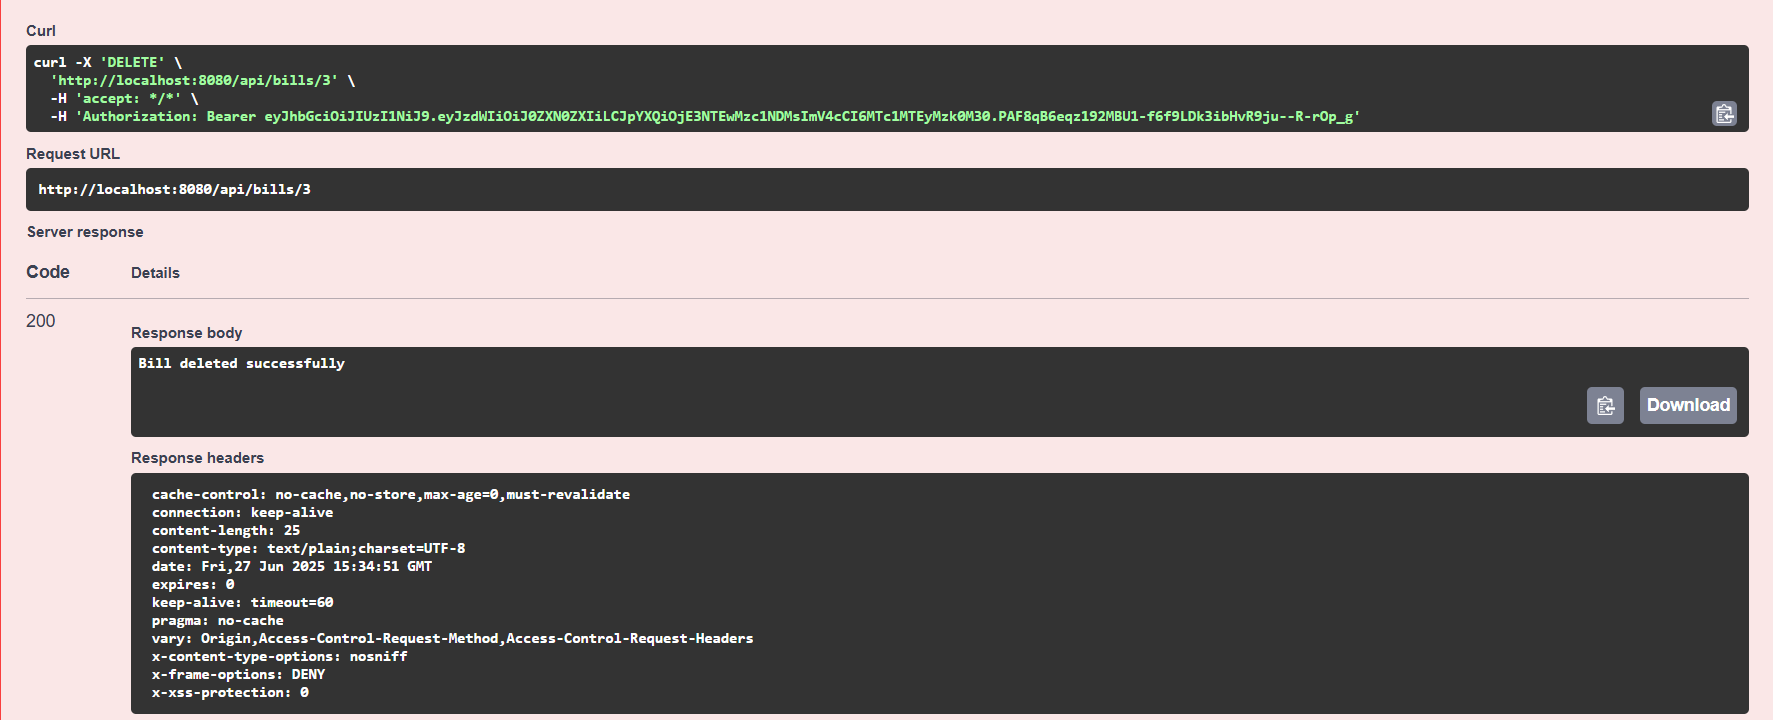 Curl
curl -X 'DELETE' \
'http://localhost:8080/api/bills/3' \
-H 'accept: */*' \
-H 'Authorization: Bearer eyJhbGciOiJIUzI1NiJ9.eyJzdWIiOiJ0ZXN0ZXIiLCJpYXQiOjE3NTEwMzc1NDMsImV4cCI6MTc1MTEyMzk0M30.PAF8qB6eqz192MBU1-f6f9LDk3ibHvR9ju--R-rOp_g'
Request URL
http://localhost:8080/api/bills/3
Server response
Code Details
200
Response body
Bill deleted successfully
Download
Response headers
cache-control: no-cache,no-store,max-age=0,must-revalidate
connection: keep-alive
content-length: 25
content-type: text/plain;charset=UTF-8
date: Fri,27 Jun 2025 15:34:51 GMT
expires: 0
keep-alive: timeout=60
pragma: no-cache
vary: Origin,Access-Control-Request-Method,Access-Control-Request-Headers
x-content-type-options: nosniff
x-frame-options: DENY
x-xss-protection: 0